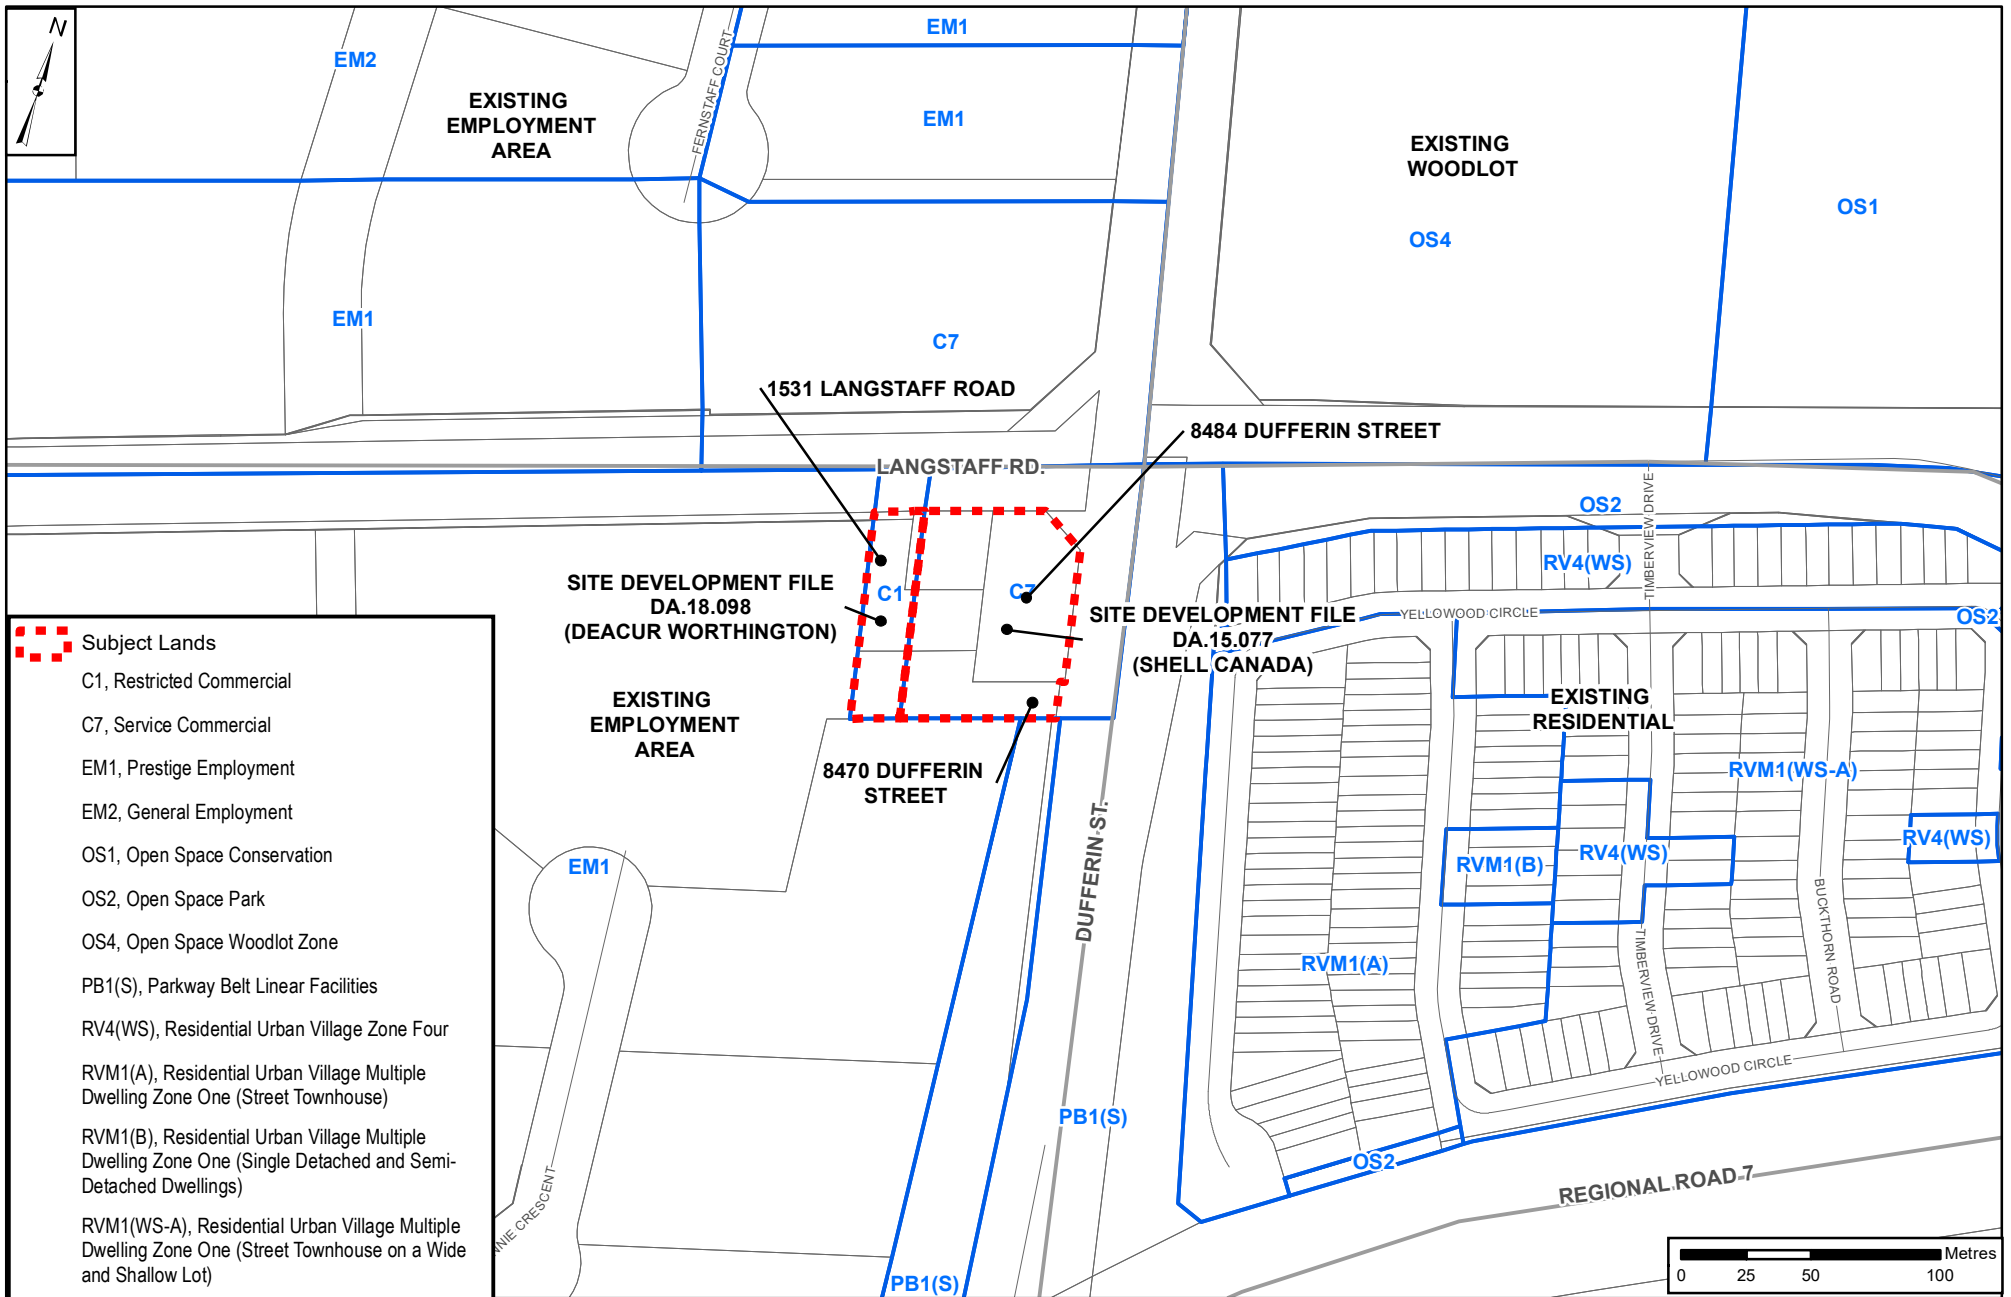 N
EM2
EXISTING
EMPLOYMENT
AREA
FERNSTAFF COURT
EM1
EM1
EXISTING
WOODLOT
OS1
OS4
EM1
C7
1531 LANGSTAFF ROAD
8484 DUFFERIN STREET
LANGSTAFF RD.
OS2
TIMBERVIEW DRIVE
RV4(WS)
SITE DEVELOPMENT FILE
DA.18.098
(DEACUR WORTHINGTON)
C1
C7
SITE DEVELOPMENT FILE
DA.15.077
(SHELL CANADA)
YELLOWOOD CIRCLE
OS2
EXISTING
EMPLOYMENT
AREA
8470 DUFFERIN
STREET
EXISTING
RESIDENTIAL
RVM1(WS-A)
DUFFERIN ST.
RVM1(B)
RV4(WS)
RV4(WS)
EM1
RVM1(A)
TIMBERVIEW DRIVE
BUCKTHORN ROAD
YELLOWOOD CIRCLE
PB1(S)
OS2
REGIONAL ROAD 7
CRESCENT
PB1(S)
Subject Lands
C1, Restricted Commercial
C7, Service Commercial
EM1, Prestige Employment
EM2, General Employment
OS1, Open Space Conservation
OS2, Open Space Park
OS4, Open Space Woodlot Zone
PB1(S), Parkway Belt Linear Facilities
RV4(WS), Residential Urban Village Zone Four
RVM1(A), Residential Urban Village Multiple
Dwelling Zone One (Street Townhouse)
RVM1(B), Residential Urban Village Multiple
Dwelling Zone One (Single Detached and Semi-
Detached Dwellings)
RVM1(WS-A), Residential Urban Village Multiple
Dwelling Zone One (Street Townhouse on a Wide
and Shallow Lot)
Metres
0 25 50 100